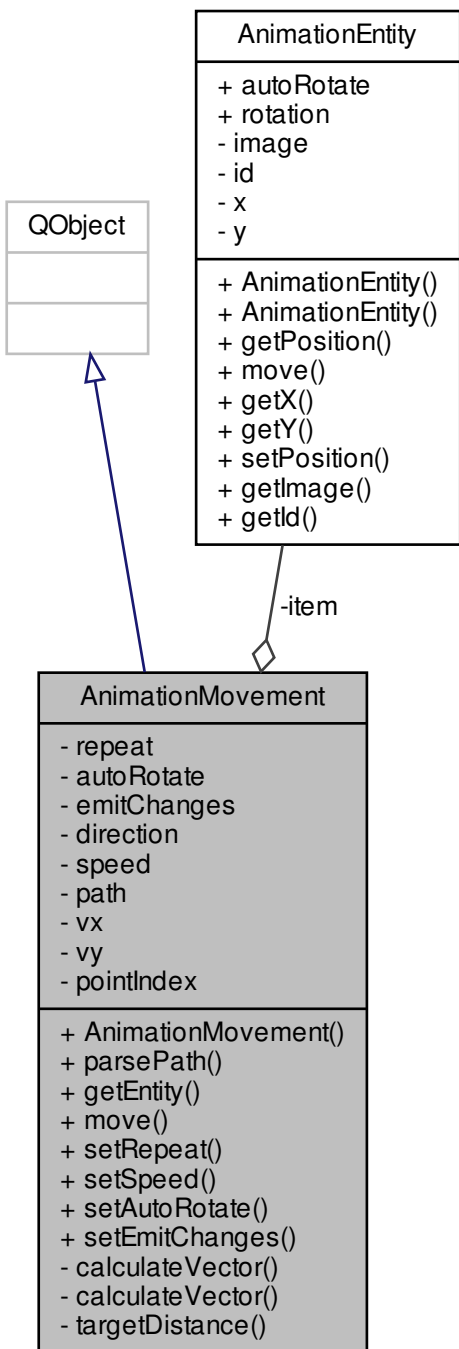 AnimationEntity
+ autoRotate
+ rotation
- image
- id
- x
- y
+ AnimationEntity()
+ AnimationEntity()
+ getPosition()
+ move()
+ getX()
+ getY()
+ setPosition()
+ getImage()
+ getId()
QObject
-item
AnimationMovement
- repeat
- autoRotate
- emitChanges
- direction
- speed
- path
- vx
- vy
- pointIndex
+ AnimationMovement()
+ parsePath()
+ getEntity()
+ move()
+ setRepeat()
+ setSpeed()
+ setAutoRotate()
+ setEmitChanges()
- calculateVector()
- calculateVector()
- targetDistance()